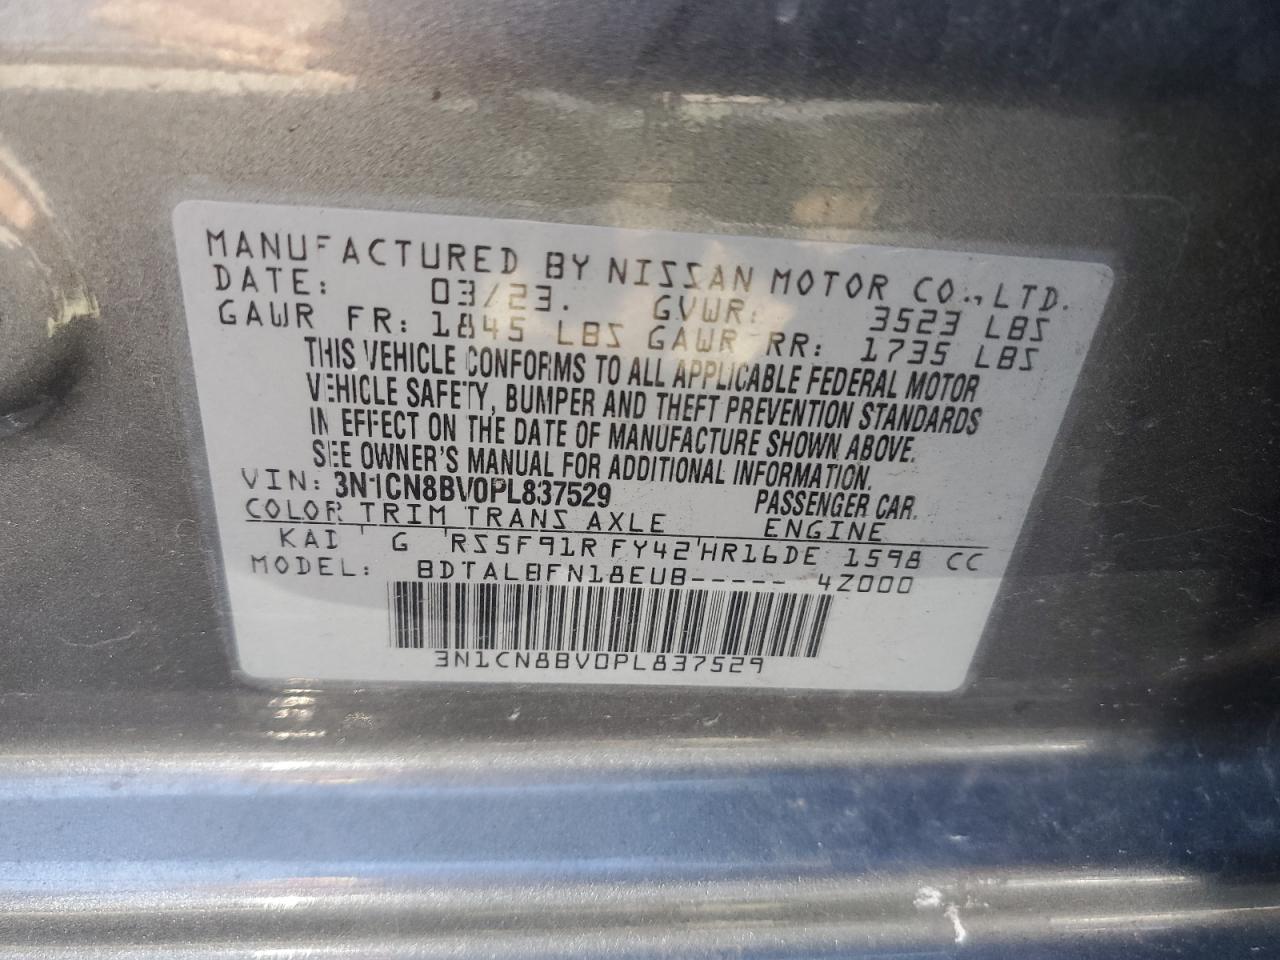 MANUFACTURED BY NISSAN MOTOR CO., LTD.
DATE: 03/23. GVWR: 3523 LBS
GAWR FR: 1845 LBS GAWR RR: 1735 LBS
THIS VEHICLE CONFORMS TO ALL APPLICABLE FEDERAL MOTOR
VEHICLE SAFETY, BUMPER AND THEFT PREVENTION STANDARDS
IN EFFECT ON THE DATE OF MANUFACTURE SHOWN ABOVE.
SEE OWNER'S MANUAL FOR ADDITIONAL INFORMATION.
VIN: 3N1CN8BV0PL837529 PASSENGER CAR.
COLOR TRIM TRANS AXLE ENGINE
KAD G RS5F91R FY42 HR16DE 1598 CC
MODEL: BDTALBFN18EUB----- 4Z000
3N1CN8BV0PL837529